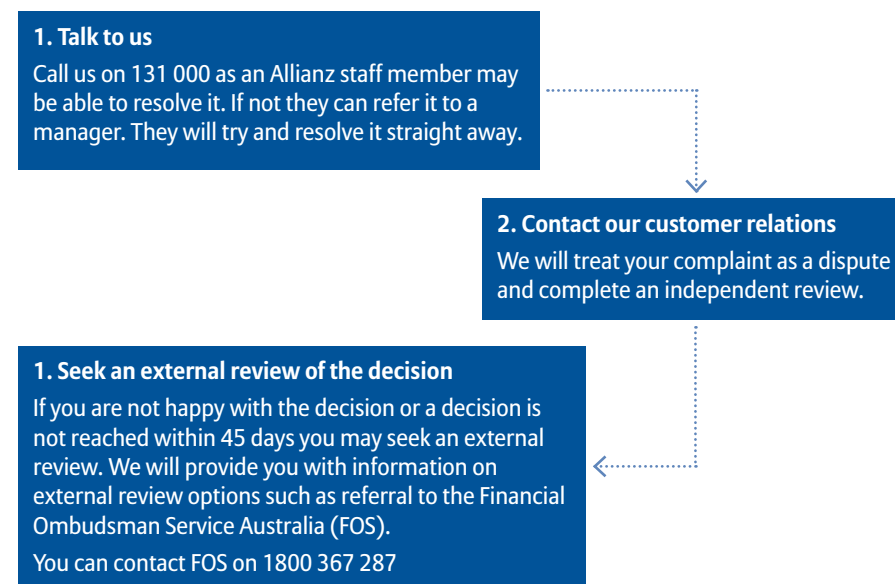 1. Talk to us
Call us on 131 000 as an Allianz staff member may
be able to resolve it. If not they can refer it to a
manager. They will try and resolve it straight away.
2. Contact our customer relations
We will treat your complaint as a dispute
and complete an independent review.
1. Seek an external review of the decision
If you are not happy with the decision or a decision is
not reached within 45 days you may seek an external
review. We will provide you with information on
external review options such as referral to the Financial
Ombudsman Service Australia (FOS).
You can contact FOS on 1800 367 287